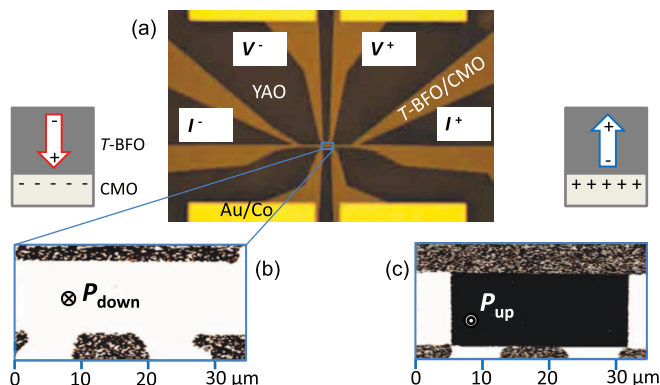 (a)
V⁻
V⁺
YAO
T-BFO/CMO
I⁻
I⁺
-
+
T-BFO
- - - - -
CMO
+
-
+ + + + +
Au/Co
(b)
(c)
⊗ P_down
⊙ P_up
0 10 20 30 µm
0 10 20 30 µm